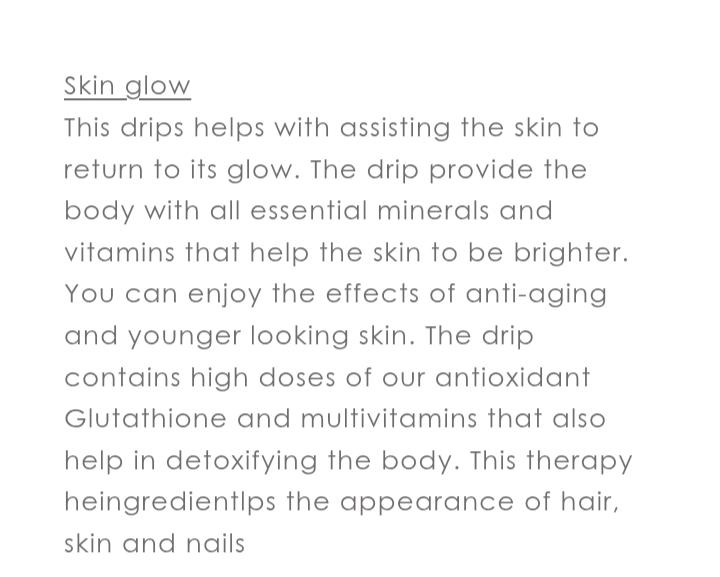 Skin glow
This drips helps with assisting the skin to
return to its glow. The drip provide the
body with all essential minerals and
vitamins that help the skin to be brighter.
You can enjoy the effects of anti-aging
and younger looking skin. The drip
contains high doses of our antioxidant
Glutathione and multivitamins that also
help in detoxifying the body. This therapy
heingredientlps the appearance of hair,
skin and nails